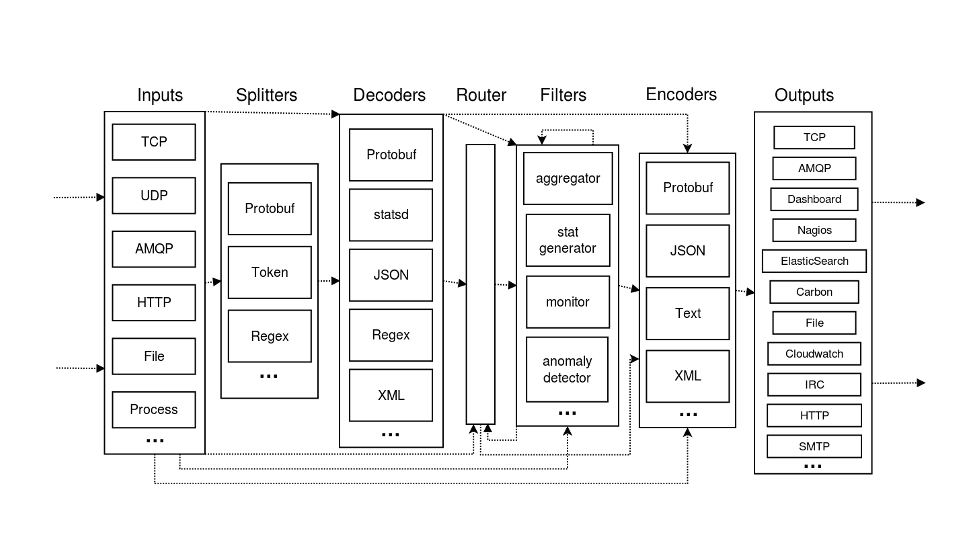 Inputs
Splitters
Decoders
Router
Filters
Encoders
Outputs
TCP
UDP
AMQP
HTTP
File
Process
...
Protobuf
Token
Regex
...
Protobuf
statsd
JSON
Regex
XML
...
aggregator
stat
generator
monitor
anomaly
detector
...
Protobuf
JSON
Text
XML
...
TCP
AMQP
Dashboard
Nagios
ElasticSearch
Carbon
File
Cloudwatch
IRC
HTTP
SMTP
...